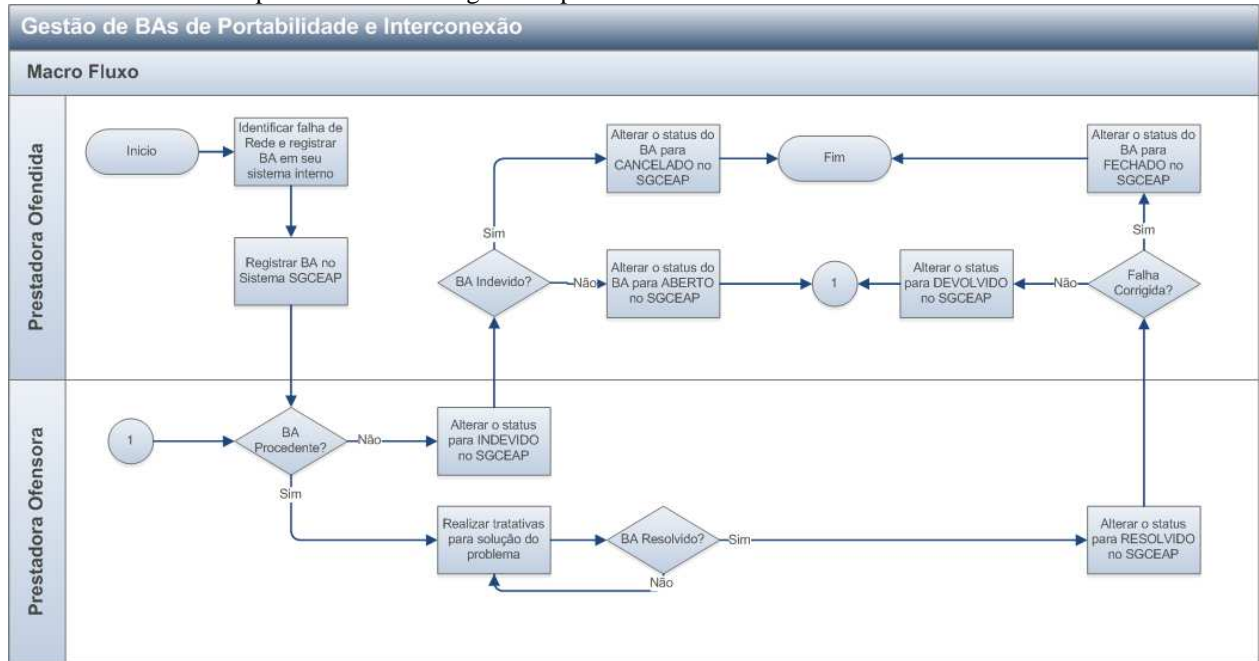 Gestão de BAs de Portabilidade e Interconexão
Macro Fluxo
Prestadora Ofendida
Inicio
Identificar falha de
Rede e registrar
BA em seu
sistema interno
Registrar BA no
Sistema SGCEAP
Alterar o status do
BA para
CANCELADO no
SGCEAP
Fim
Alterar o status do
BA para
FECHADO no
SGCEAP
Sim
Sim
BA Indevido?
Não
Alterar o status do
BA para ABERTO
no SGCEAP
1
Alterar o status
para DEVOLVIDO
no SGCEAP
Não
Falha
Corrigida?
Prestadora Ofensora
1
BA
Procedente?
Não
Alterar o status
para INDEVIDO
no SGCEAP
Sim
Realizar tratativas
para solução do
problema
BA Resolvido?
Sim
Não
Alterar o status
para RESOLVIDO
no SGCEAP